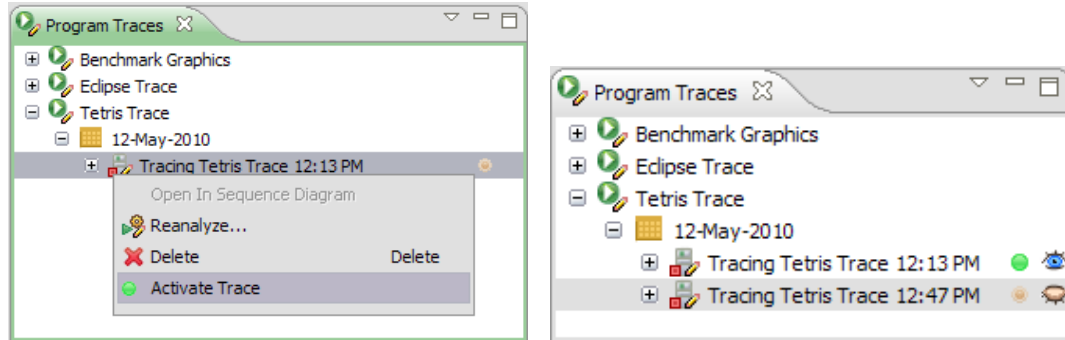 Program Traces
Benchmark Graphics
Eclipse Trace
Tetris Trace
12-May-2010
Tracing Tetris Trace 12:13 PM
Open In Sequence Diagram
Reanalyze...
Delete Delete
Activate Trace
Program Traces
Benchmark Graphics
Eclipse Trace
Tetris Trace
12-May-2010
Tracing Tetris Trace 12:13 PM
Tracing Tetris Trace 12:47 PM